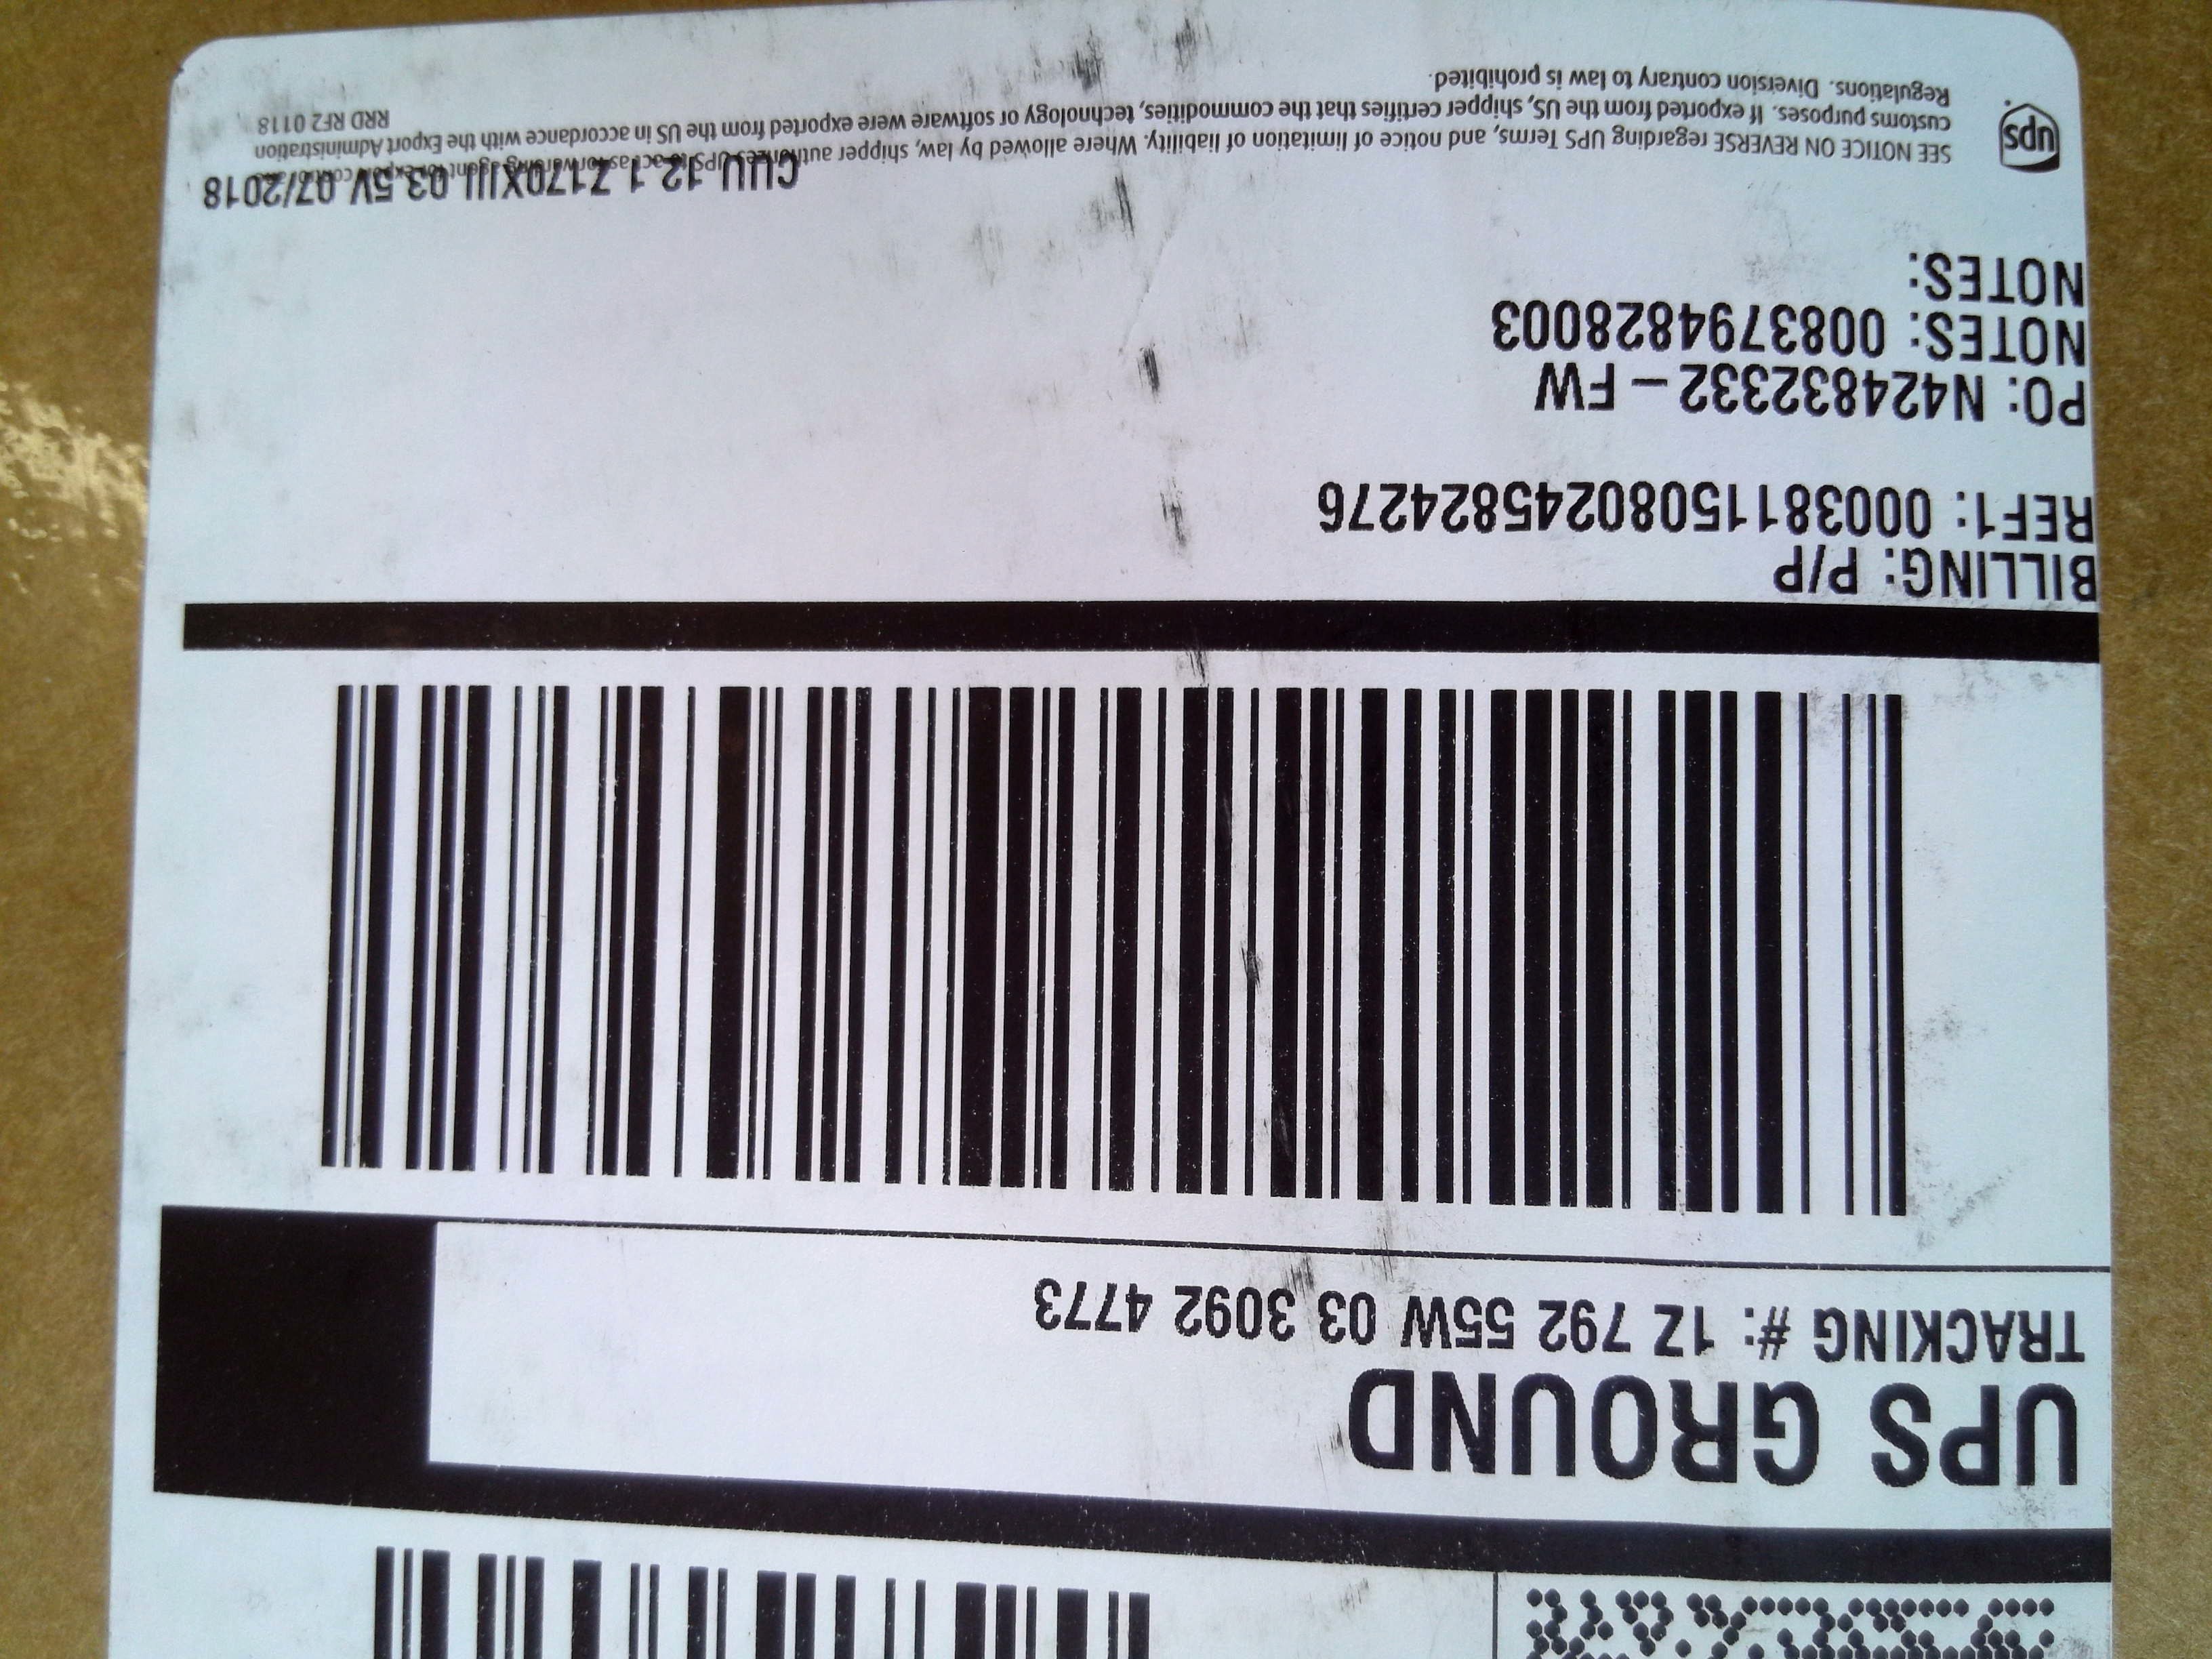 UPS GROUND
TRACKING #: 1Z 792 55W 03 3092 4773
BILLING: P/P
REF1: 00038115080245824276
PO: N424832332 – FW
NOTES: 0083794828003
NOTES:
CUU 12 1 7170XIII 03 5V 07/2018
ups
SEE NOTICE ON REVERSE regarding UPS Terms, and notice of limitation of liability. Where allowed by law, shipper authorizes UPS to act as forwarding agent for export control and
customs purposes. If exported from the US, shipper certifies that the commodities, technology or software were exported from the US in accordance with the Export Administration
Regulations. Diversion contrary to law is prohibited.
RRD RF2 0118